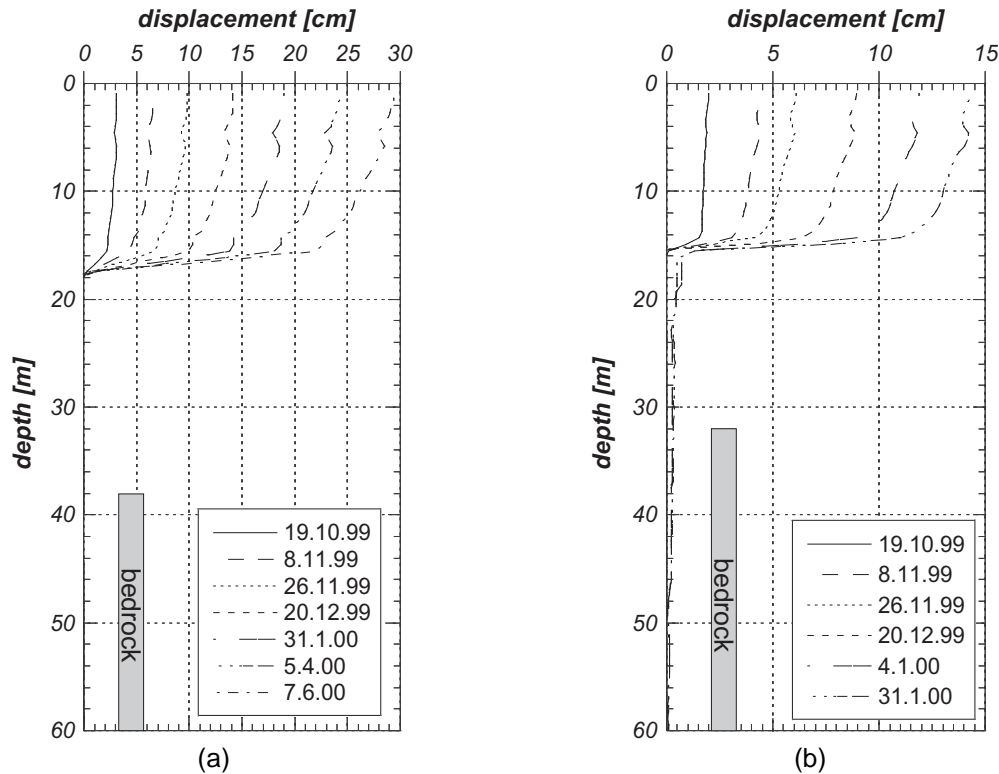 displacement [cm]
0 5 10 15 20 25 30
0
10
20
30
40
50
60
depth [m]
bedrock
19.10.99
8.11.99
26.11.99
20.12.99
31.1.00
5.4.00
7.6.00
(a)
displacement [cm]
0 5 10 15
0
10
20
30
40
50
60
depth [m]
bedrock
19.10.99
8.11.99
26.11.99
20.12.99
4.1.00
31.1.00
(b)